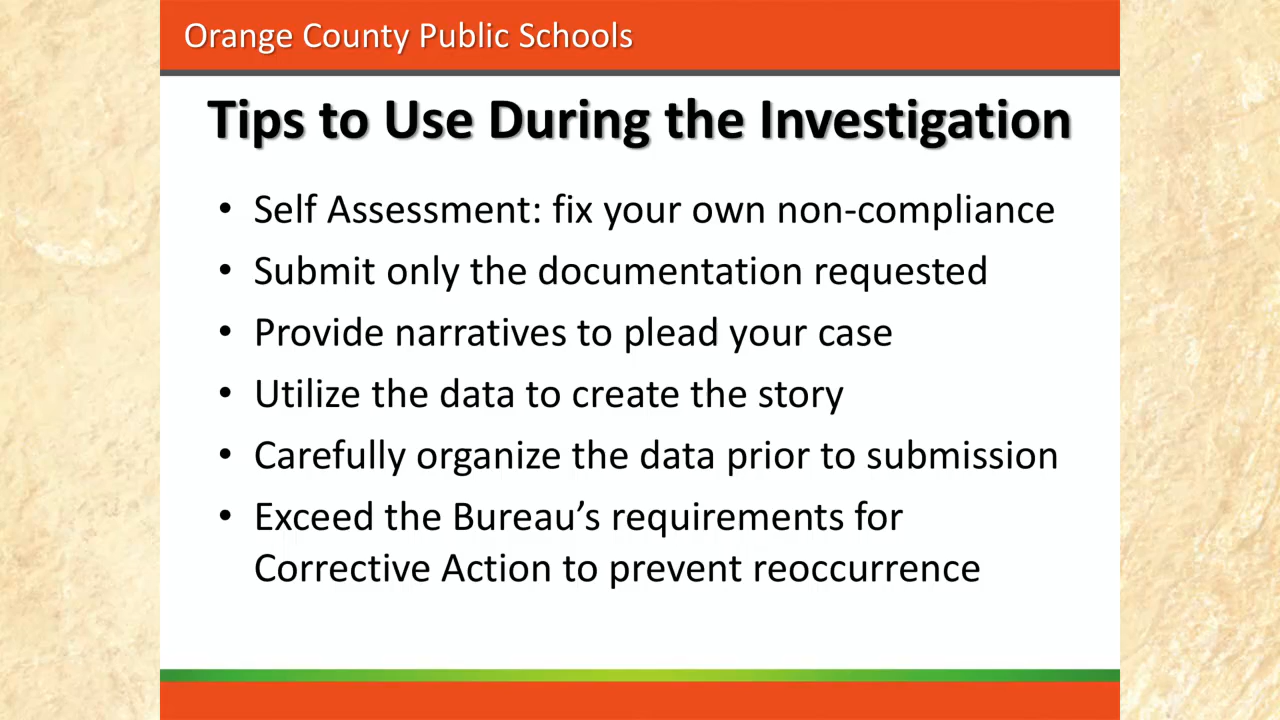 Orange County Public Schools
Tips to Use During the Investigation
• Self Assessment: fix your own non-compliance
• Submit only the documentation requested
• Provide narratives to plead your case
• Utilize the data to create the story
• Carefully organize the data prior to submission
• Exceed the Bureau’s requirements for
Corrective Action to prevent reoccurrence